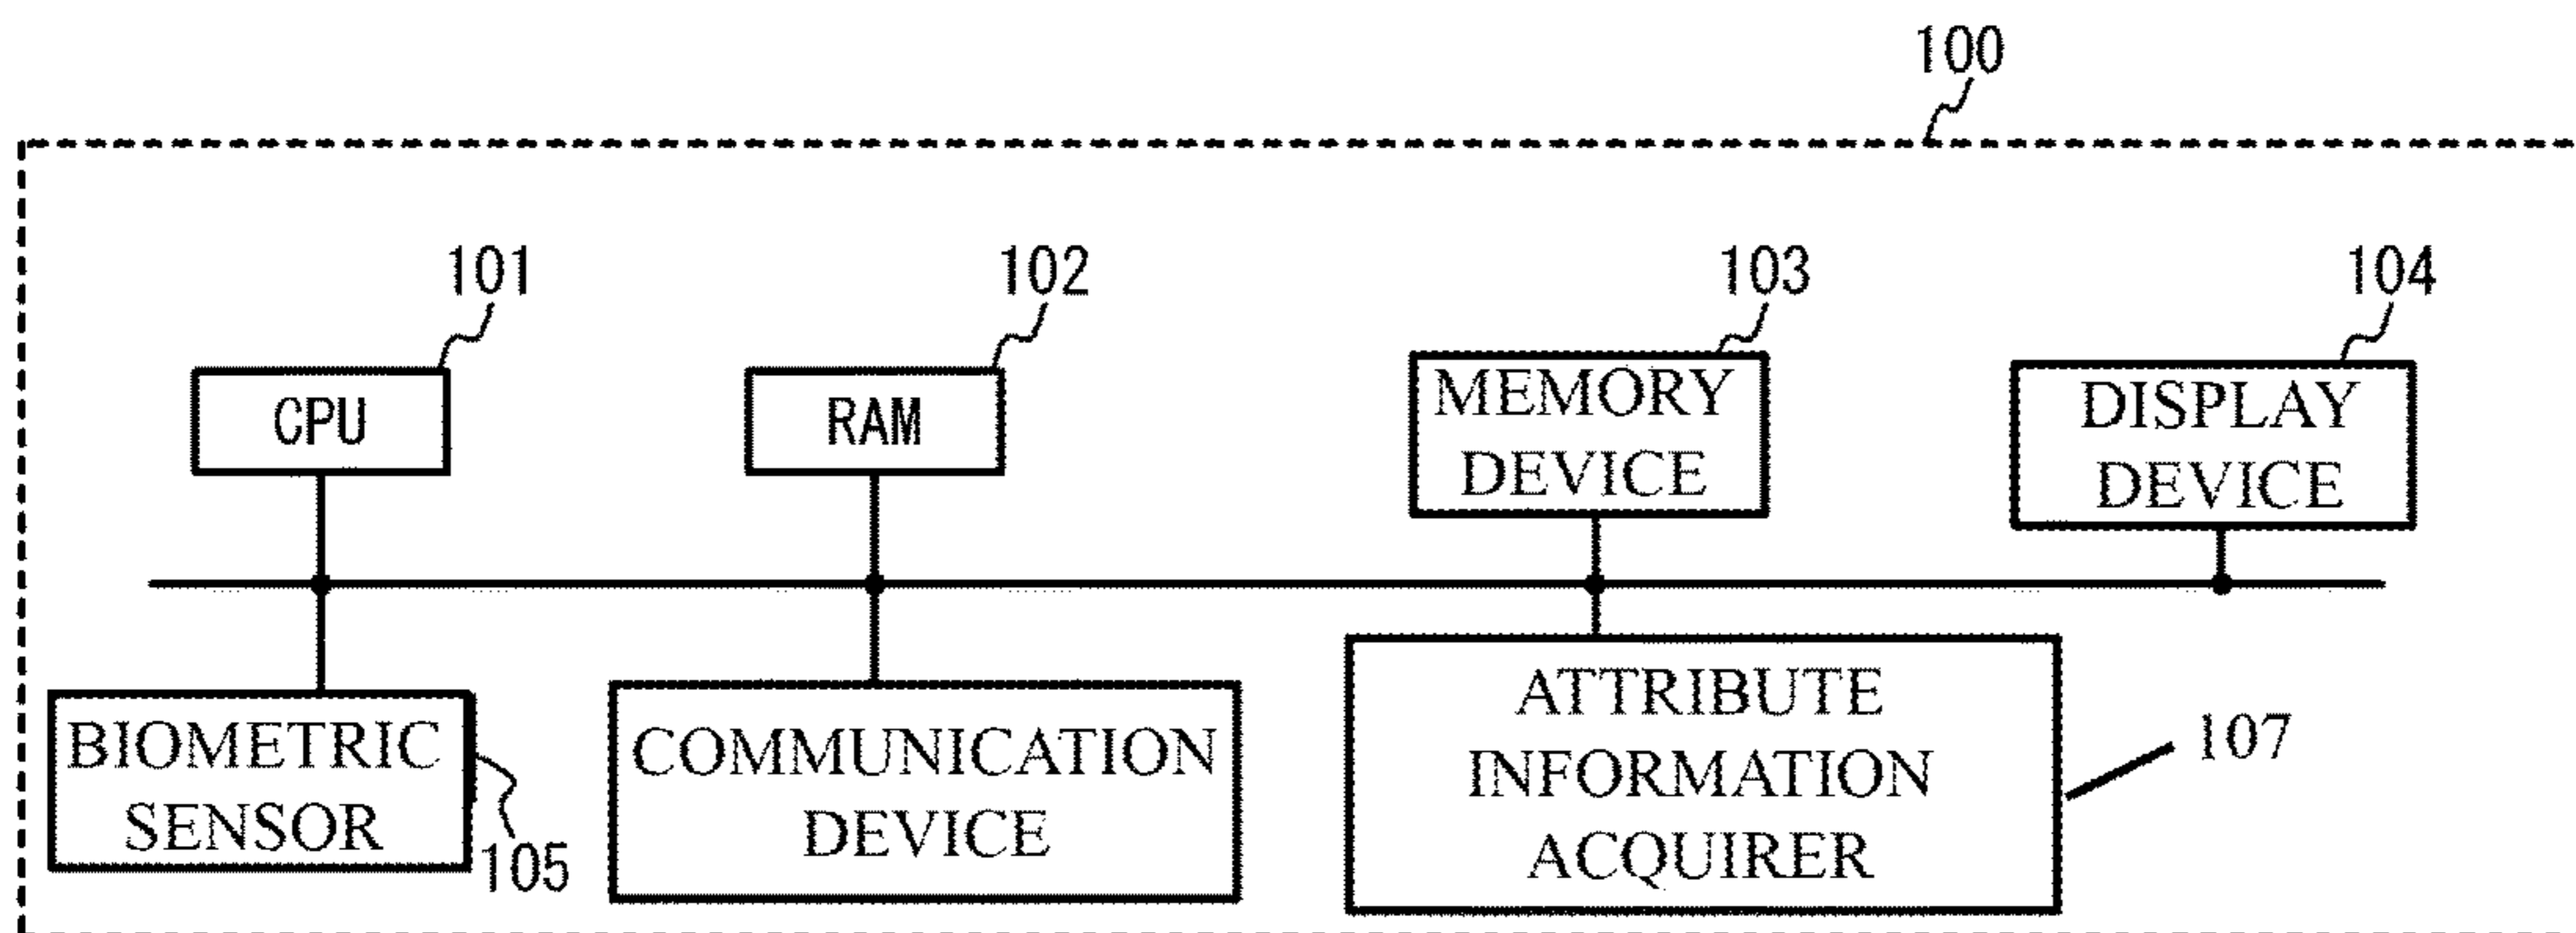 100
101
102
103
104
CPU
RAM
MEMORY
DEVICE
DISPLAY
DEVICE
BIOMETRIC
SENSOR
105
COMMUNICATION
DEVICE
ATTRIBUTE
INFORMATION
ACQUIRER
107